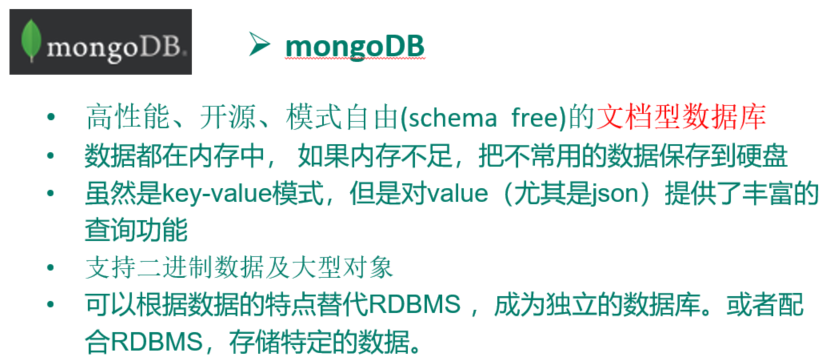 mongoDB®
➢ mongoDB
• 高性能、开源、模式自由(schema free)的文档型数据库
• 数据都在内存中， 如果内存不足，把不常用的数据保存到硬盘
• 虽然是key-value模式，但是对value（尤其是json）提供了丰富的
查询功能
• 支持二进制数据及大型对象
• 可以根据数据的特点替代RDBMS ，成为独立的数据库。或者配
合RDBMS，存储特定的数据。